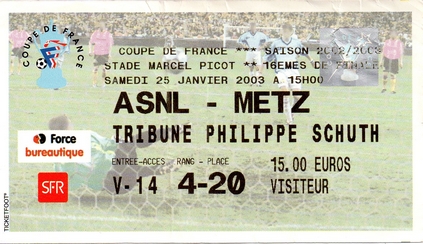 COUPE DE FRANCE
COUPE DE FRANCE *** SAISON 2002/2003
STADE MARCEL PICOT ** 16EMES DE FINALE
SAMEDI 25 JANVIER 2003 A 15H00
ASNL - METZ
TRIBUNE PHILIPPE SCHUTH
Force
bureautique
ENTREE-ACCES RANG - PLACE
15.00 EUROS
V-14 4-20 VISITEUR
SFR
TICKETFOOT*